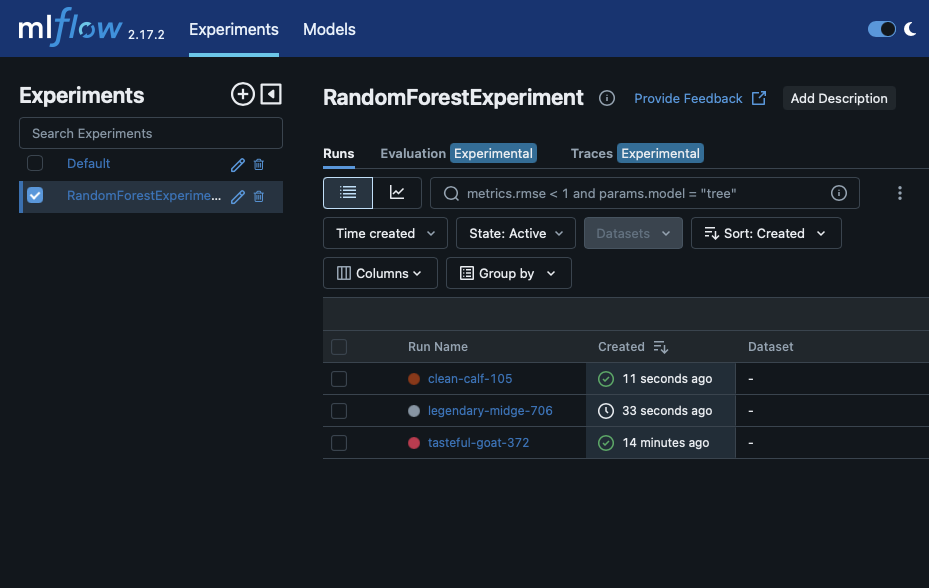 mlflow 2.17.2 Experiments Models
Experiments
Search Experiments
Default
RandomForestExperime...
RandomForestExperiment Provide Feedback Add Description
Runs Evaluation Experimental Traces Experimental
metrics.rmse < 1 and params.model = "tree"
Time created State: Active Datasets Sort: Created
Columns Group by
Run Name Created Dataset
clean-calf-105 11 seconds ago -
legendary-midge-706 33 seconds ago -
tasteful-goat-372 14 minutes ago -